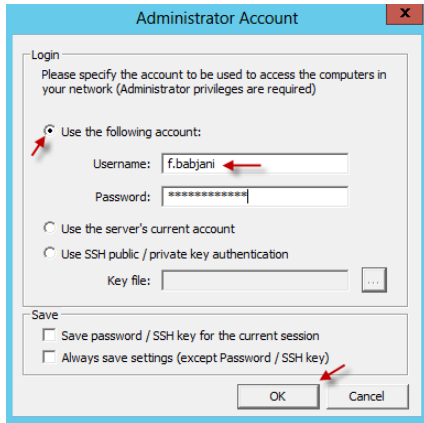 Administrator Account
x
Login
Please specify the account to be used to access the computers in
your network (Administrator privileges are required)
Use the following account:
Username: f.babjani
Password: ************
Use the server's current account
Use SSH public / private key authentication
Key file: ...
Save
Save password / SSH key for the current session
Always save settings (except Password / SSH key)
OK Cancel